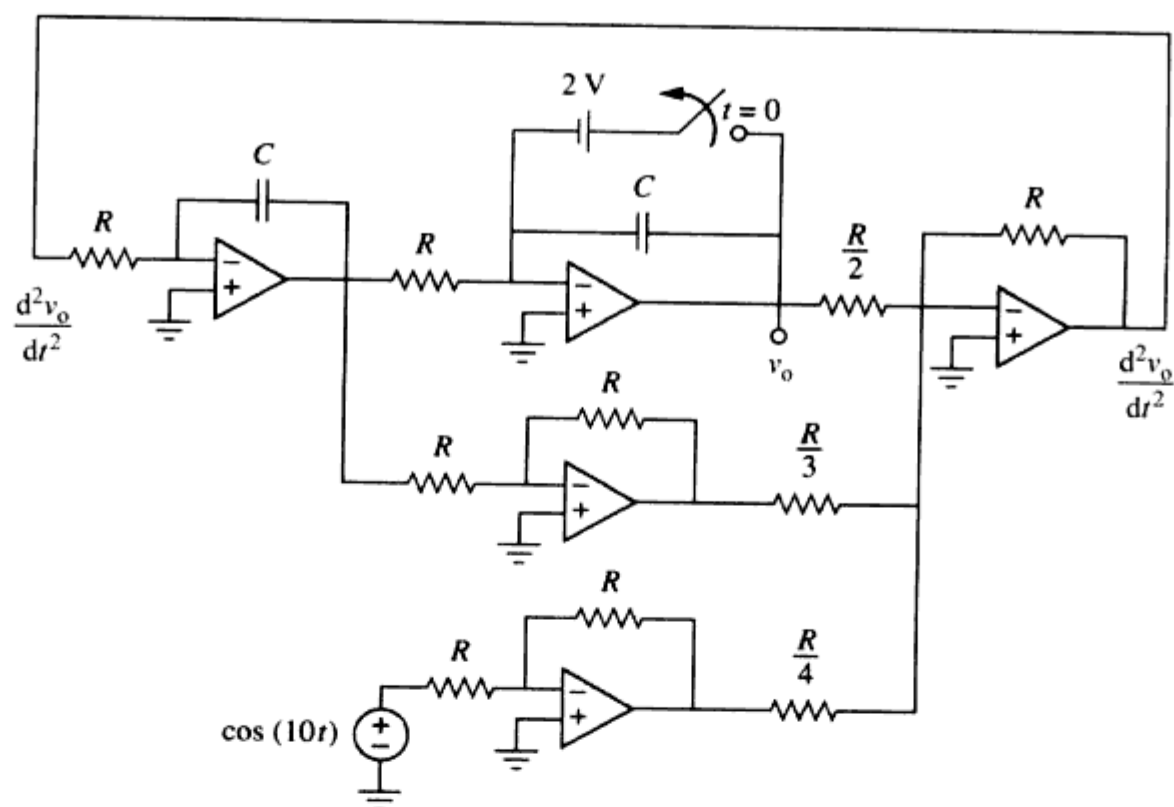 2 V
t = 0
C
C
R
R
R
R/2
− + − + − +
d²v₀/dt²
v₀
d²v₀/dt²
R
R
R/3
− +
R
R
R/4
− +
cos (10t)
+ −